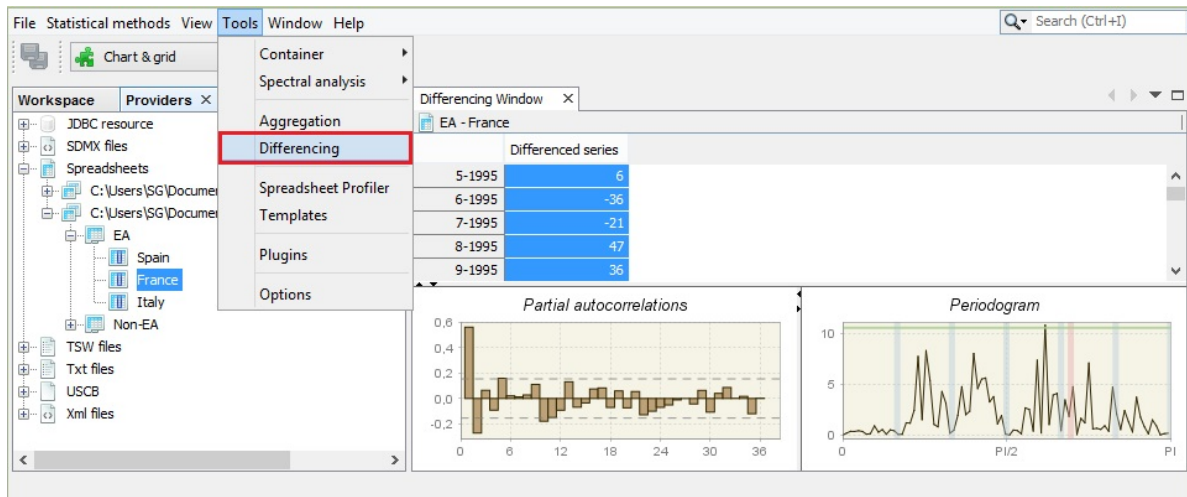 File Statistical methods View Tools Window Help
Search (Ctrl+I)
Chart & grid
Container
Spectral analysis
Aggregation
Differencing
Spreadsheet Profiler
Templates
Plugins
Options
Workspace Providers
JDBC resource
SDMX files
Spreadsheets
C:\Users\SG\Documer
C:\Users\SG\Documer
EA
Spain
France
Italy
Non-EA
TSW files
Txt files
USCB
Xml files
Differencing Window
EA - France
Differenced series
5-1995 6
6-1995 -36
7-1995 -21
8-1995 47
9-1995 36
Partial autocorrelations
0,6
0,4
0,2
0,0
-0,2
0 6 12 18 24 30 36
Periodogram
10
5
0
0 PI/2 PI